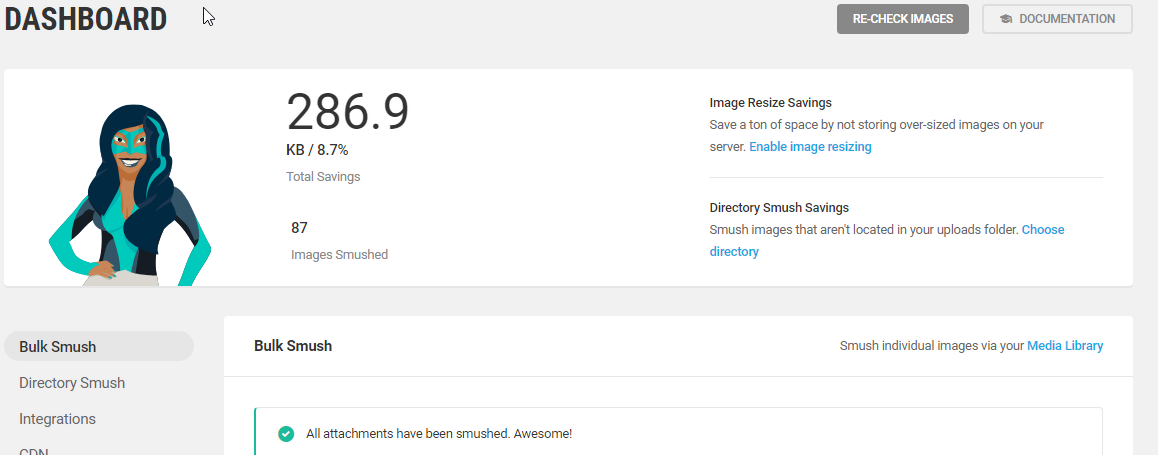 DASHBOARD
RE-CHECK IMAGES
DOCUMENTATION
286.9
KB / 8.7%
Total Savings
87
Images Smushed
Image Resize Savings
Save a ton of space by not storing over-sized images on your
server. Enable image resizing
Directory Smush Savings
Smush images that aren't located in your uploads folder. Choose
directory
Bulk Smush
Directory Smush
Integrations
CDN
Bulk Smush
Smush individual images via your Media Library
All attachments have been smushed. Awesome!